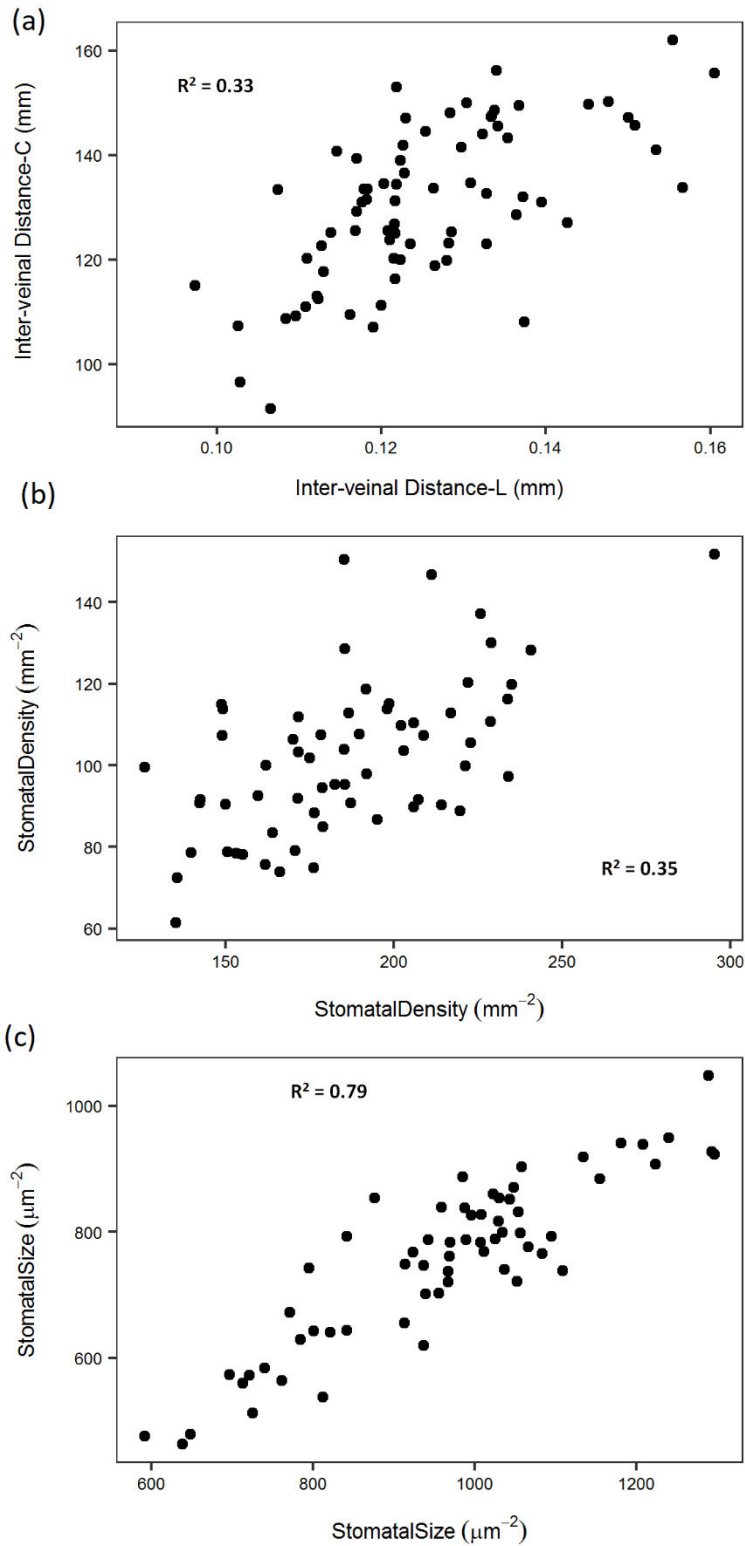 (a)
R² = 0.33
Inter-veinal Distance-C (mm)
160
140
120
100
0.10 0.12 0.14 0.16
Inter-veinal Distance-L (mm)
(b)
StomatalDensity (mm⁻²)
140
120
100
80
60
R² = 0.35
150 200 250 300
StomatalDensity (mm⁻²)
(c)
R² = 0.79
StomatalSize (µm⁻²)
1000
800
600
600 800 1000 1200
StomatalSize (µm⁻²)